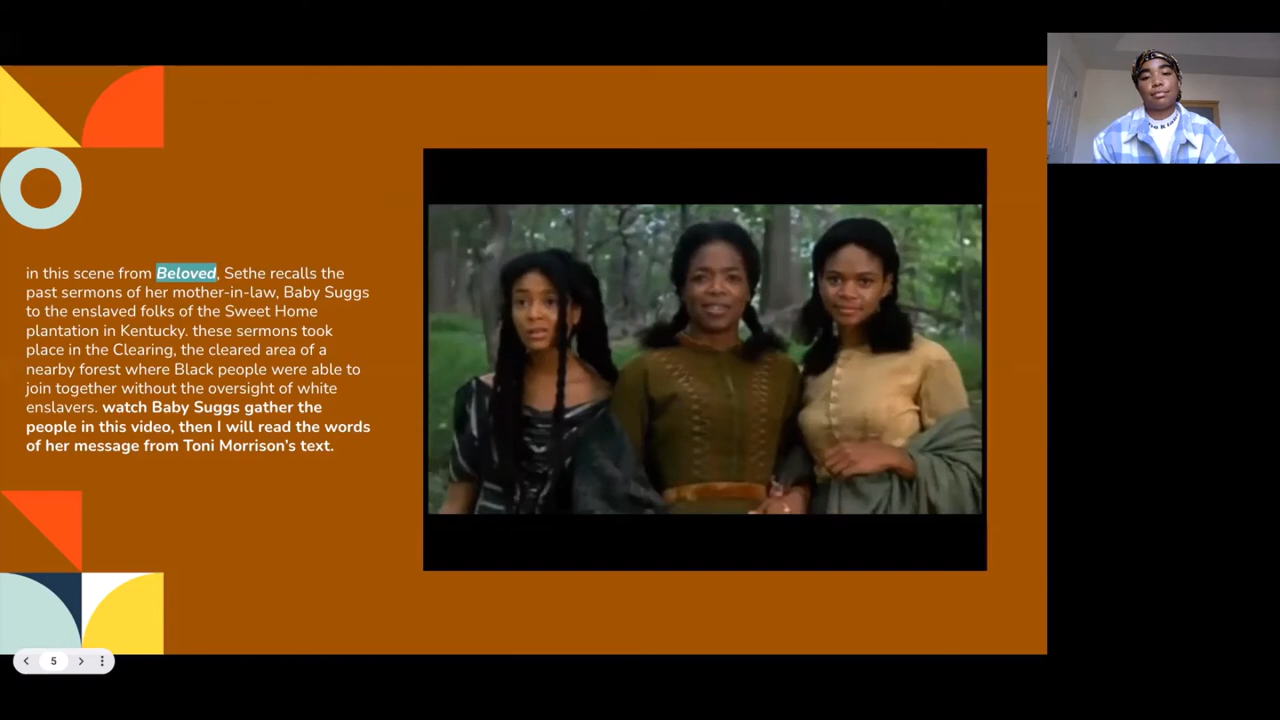 in this scene from Beloved, Sethe recalls the
past sermons of her mother-in-law, Baby Suggs
to the enslaved folks of the Sweet Home
plantation in Kentucky. these sermons took
place in the Clearing, the cleared area of a
nearby forest where Black people were able to
join together without the oversight of white
enslavers. watch Baby Suggs gather the
people in this video, then I will read the words
of her message from Toni Morrison's text.
5